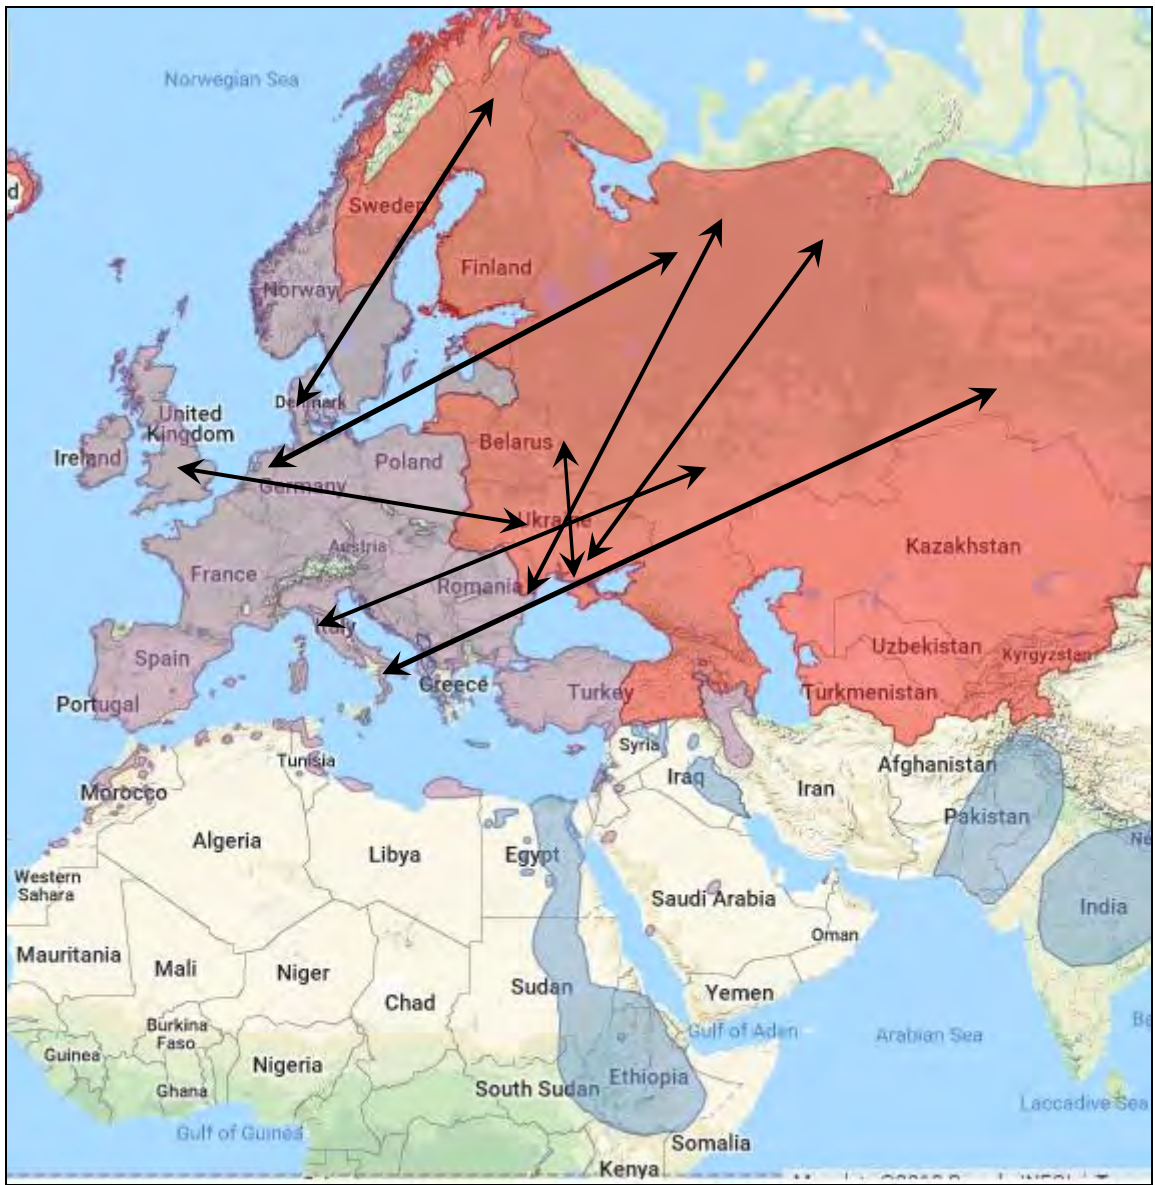 Norwegian Sea
d
Sweden
Finland
Norway
Denmark
United
Kingdom
Ireland
Belarus
Poland
Germany
Ukraine
Austria
Kazakhstan
France
Romania
Italy
Spain
Uzbekistan
Kyrgyzstan
Portugal
Greece
Turkey
Turkmenistan
Syria
Tunisia
Afghanistan
Iraq
Iran
Morocco
Pakistan
Algeria
Libya
Egypt
Ne
Western
Sahara
Saudi Arabia
India
Oman
Mauritania
Mali
Niger
Sudan
Yemen
Chad
Burkina
Faso
Gulf of Aden
Arabian Sea
Ba
Guinea
Nigeria
Ghana
South Sudan
Ethiopia
Laccadive Sea
Gulf of Guinea
Somalia
Kenya